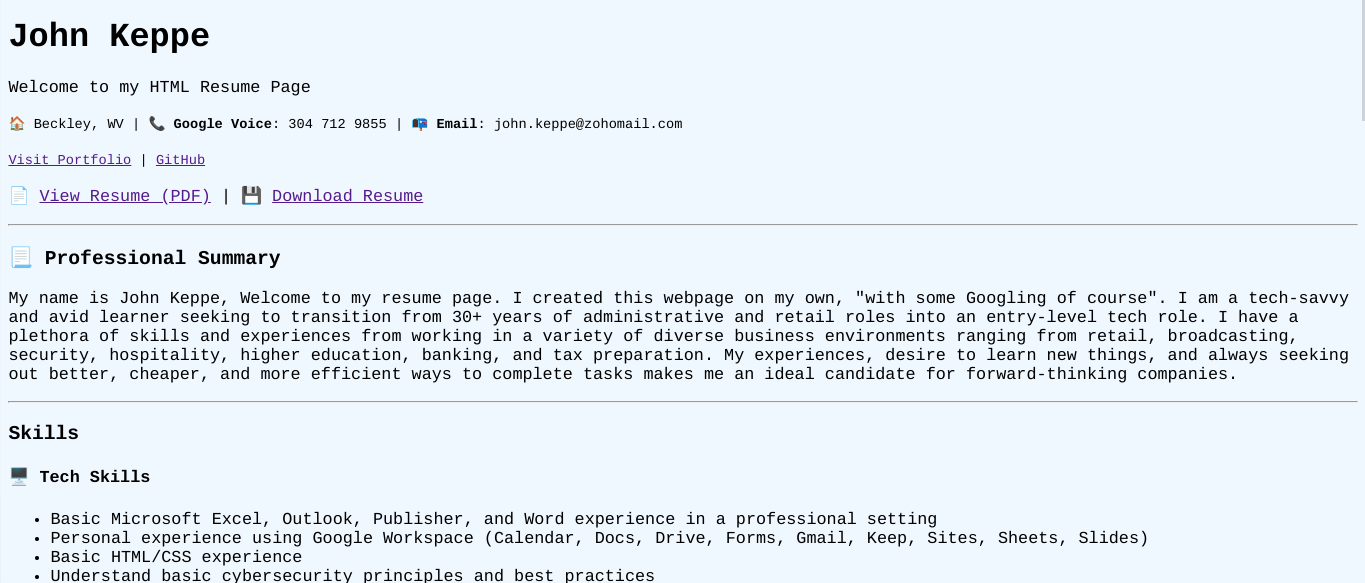 John Keppe
Welcome to my HTML Resume Page
🏠 Beckley, WV | 📞 Google Voice: 304 712 9855 | 📭 Email: john.keppe@zohomail.com
Visit Portfolio | GitHub
📄 View Resume (PDF) | 💾 Download Resume
📃 Professional Summary
My name is John Keppe, Welcome to my resume page. I created this webpage on my own, "with some Googling of course". I am a tech-savvy
and avid learner seeking to transition from 30+ years of administrative and retail roles into an entry-level tech role. I have a
plethora of skills and experiences from working in a variety of diverse business environments ranging from retail, broadcasting,
security, hospitality, higher education, banking, and tax preparation. My experiences, desire to learn new things, and always seeking
out better, cheaper, and more efficient ways to complete tasks makes me an ideal candidate for forward-thinking companies.
Skills
🖥️ Tech Skills
• Basic Microsoft Excel, Outlook, Publisher, and Word experience in a professional setting
• Personal experience using Google Workspace (Calendar, Docs, Drive, Forms, Gmail, Keep, Sites, Sheets, Slides)
• Basic HTML/CSS experience
• Understand basic cybersecurity principles and best practices